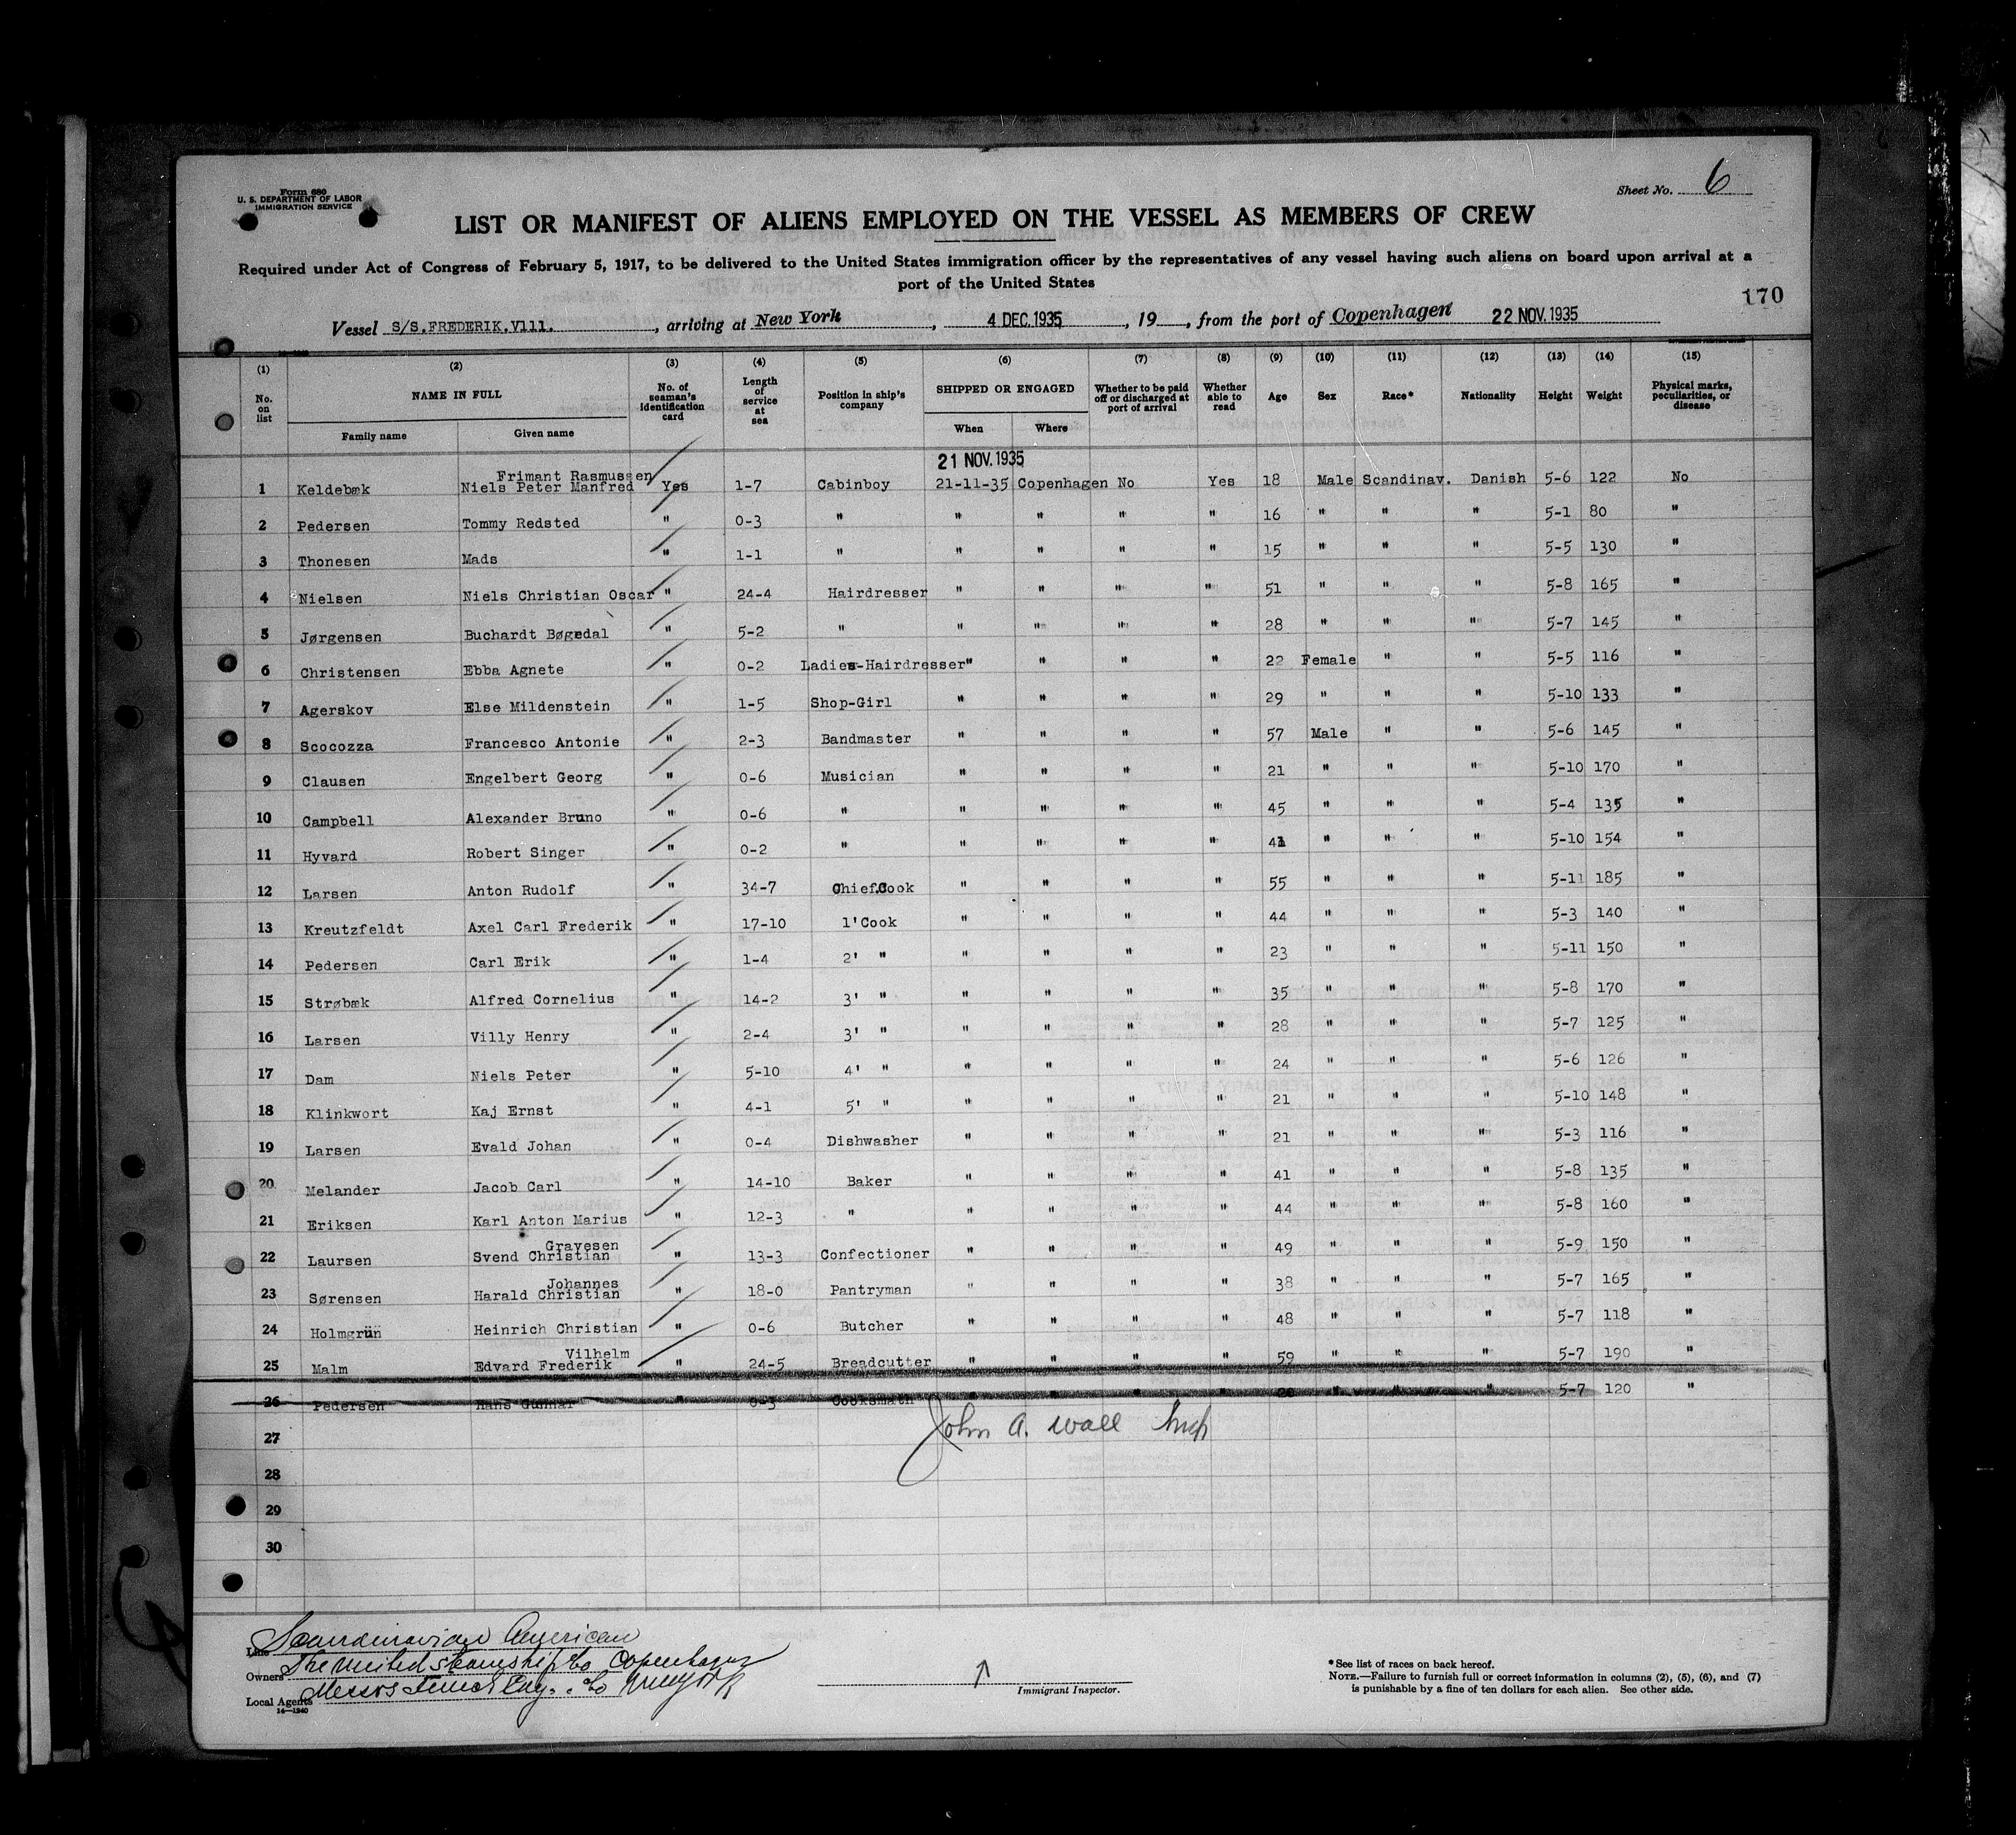 Form 680
U. S. DEPARTMENT OF LABOR
IMMIGRATION SERVICE
Sheet No. 6
LIST OR MANIFEST OF ALIENS EMPLOYED ON THE VESSEL AS MEMBERS OF CREW
Required under Act of Congress of February 5, 1917, to be delivered to the United States immigration officer by the representatives of any vessel having such aliens on board upon arrival at a
port of the United States
170
Vessel S/S.FREDERIK.V111. , arriving at New York , 4 DEC.1935 , 19 , from the port of Copenhagen 22 NOV.1935
(1) (2) (3) (4) (5) (6) (7) (8) (9) (10) (11) (12) (13) (14) (15)
No. on list NAME IN FULL No. of seaman's identification card Length of service at sea Position in ship's company SHIPPED OR ENGAGED Whether to be paid off or discharged at port of arrival Whether able to read Age Sex Race* Nationality Height Weight Physical marks, peculiarities, or disease
Family name Given name When Where
21 NOV.1935
Frimant Rasmussen
1 Keldebæk Niels Peter Manfred Yes 1-7 Cabinboy 21-11-35 Copenhagen No Yes 18 Male Scandinav. Danish 5-6 122 No
2 Pedersen Tommy Redsted " 0-3 " " " " " 16 " " " 5-1 80 "
3 Thonesen Mads " 1-1 " " " " " 15 " " " 5-5 130 "
4 Nielsen Niels Christian Oscar " 24-4 Hairdresser " " " " 51 " " " 5-8 165 "
5 Jørgensen Buchardt Bøgedal " 5-2 " " " " " 28 " " " 5-7 145 "
6 Christensen Ebba Agnete " 0-2 Ladies-Hairdresser " " " " 22 Female " " 5-5 116 "
7 Agerskov Else Mildenstein " 1-5 Shop-Girl " " " " 29 " " " 5-10 133 "
8 Scocozza Francesco Antonie " 2-3 Bandmaster " " " " 57 Male " " 5-6 145 "
9 Clausen Engelbert Georg " 0-6 Musician " " " " 21 " " " 5-10 170 "
10 Campbell Alexander Bruno " 0-6 " " " " " 45 " " " 5-4 135 "
11 Hyvard Robert Singer " 0-2 " " " " " " " " 5-10 154 "
12 Larsen Anton Rudolf " 34-7 Chief.Cook " " " " 55 " " " 5-11 185 "
13 Kreutzfeldt Axel Carl Frederik " 17-10 1' Cook " " " " 44 " " " 5-3 140 "
14 Pedersen Carl Erik " 1-4 2' " " " " " 23 " " " 5-11 150 "
15 Strøbæk Alfred Cornelius " 14-2 3' " " " " " 35 " " " 5-8 170 "
16 Larsen Villy Henry " 2-4 3' " " " " " 28 " " " 5-7 125 "
17 Dam Niels Peter " 5-10 4' " " " " " 24 " " " 5-6 126 "
18 Klinkwort Kaj Ernst " 4-1 5' " " " " " 21 " " " 5-10 148 "
19 Larsen Evald Johan " 0-4 Dishwasher " " " " 21 " " " 5-3 116 "
20 Melander Jacob Carl " 14-10 Baker " " " " 41 " " " 5-8 135 "
21 Eriksen Karl Anton Marius " 12-3 " " " " " 44 " " " 5-8 160 "
Gravesen
22 Laursen Svend Christian " 13-3 Confectioner " " " " 49 " " " 5-9 150 "
Johannes
23 Sørensen Harald Christian " 18-0 Pantryman " " " " 38 " " " 5-7 165 "
24 Holmgrün Heinrich Christian " 0-6 Butcher " " " " 48 " " " 5-7 118 "
Vilhelm
25 Malm Edvard Frederik " 24-5 Breadcutter " " " " 59 " " " 5-7 190 "
26 Pedersen Hans Gunnar " 0-3 Cooksmath " " " " 20 " " " 5-7 120 "
27 John A. Wall Insp
28
29
30
Line Scandinavian American
Owners The United Steamship Co Copenhagen
Local Agents Messrs
14—1240
Immigrant Inspector.
*See list of races on back hereof.
NOTE.—Failure to furnish full or correct information in columns (2), (5), (6), and (7)
is punishable by a fine of ten dollars for each alien. See other side.